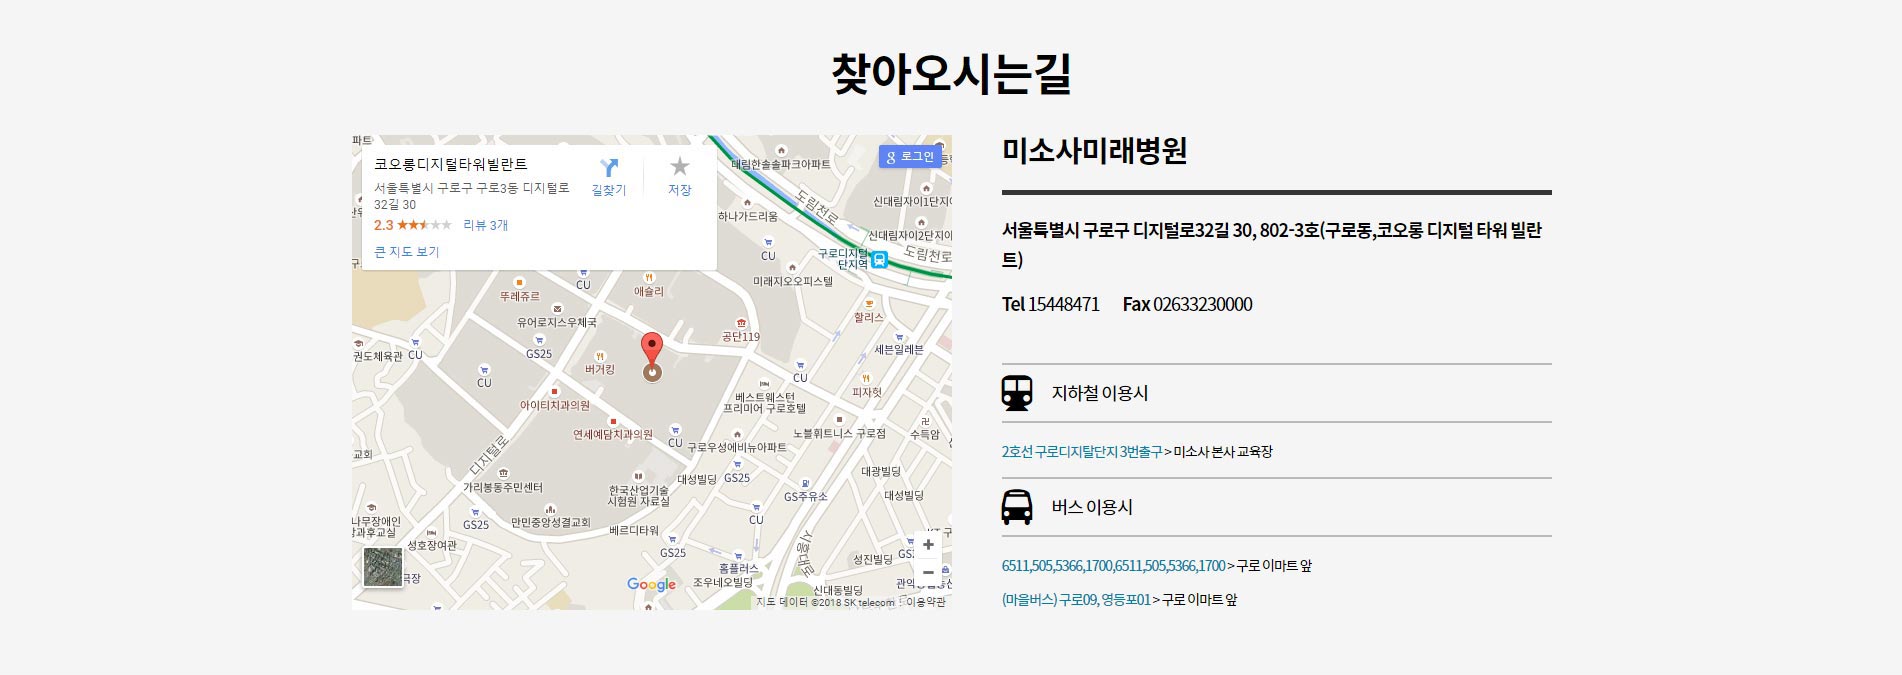 찾아오시는길
코오롱디지털타워빌란트
서울특별시 구로구 구로3동 디지털로
32길 30
2.3
리뷰 3개
큰 지도 보기
길찾기
저장
로그인
대림한솔솔파크아파트
도림천로
신대림자이1단지
하나가드리움
신대림자이2단지
CU
구로디지털
단지역
도림천로
미래지오오피스텔
CU
애슐리
뚜레쥬르
유어로지스우체국
할리스
공단119
GS25
세븐일레븐
권도체육관
CU
버거킹
CU
CU
피자헛
베스트웨스턴
프리미어 구로호텔
아이티치과의원
연세예담치과의원
CU
노블휘트니스 구로점
수득암
구로우성에비뉴아파트
디지털로
교회
대광빌딩
대성빌딩
GS25
가리봉동주민센터
한국산업기술
시험원 자료실
GS주유소
대성빌딩
나무장애인
방과후교실
GS25
만민중앙성결교회
CU
베르디타워
시흥대로
성호장여관
GS25
성진빌딩
홈플러스
조우네오빌딩
신대동빌딩
Google
지도 데이터 ©2018 SK telecom
이용약관
미소사미래병원
서울특별시 구로구 디지털로32길 30, 802-3호(구로동,코오롱 디지털 타워 빌란
트)
Tel 15448471 Fax 02633230000
지하철 이용시
2호선 구로디지탈단지 3번출구 > 미소사 본사 교육장
버스 이용시
6511,505,5366,1700,6511,505,5366,1700 > 구로 이마트 앞
(마을버스) 구로09, 영등포01 > 구로 이마트 앞